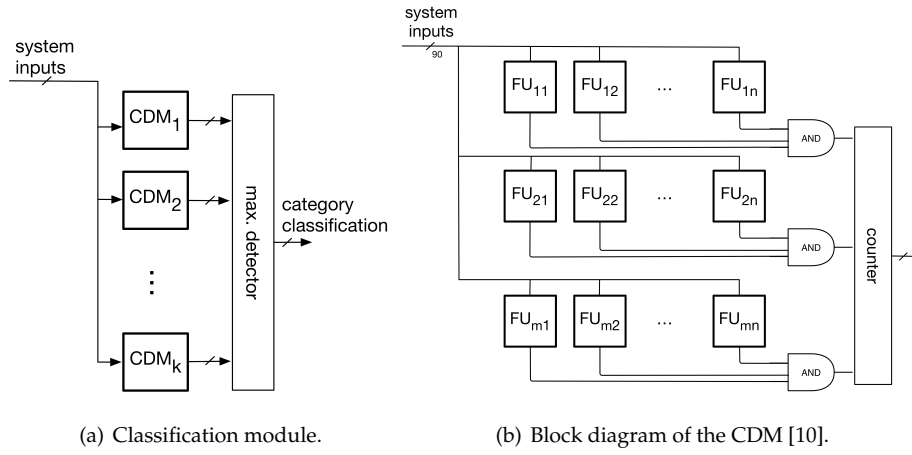 system
inputs
CDM1
CDM2
⋮
CDMk
max. detector
category
classification
(a) Classification module.
system
inputs
90
FU11 FU12 ... FU1n
AND
FU21 FU22 ... FU2n
AND
FUm1 FUm2 ... FUmn
AND
counter
(b) Block diagram of the CDM [10].